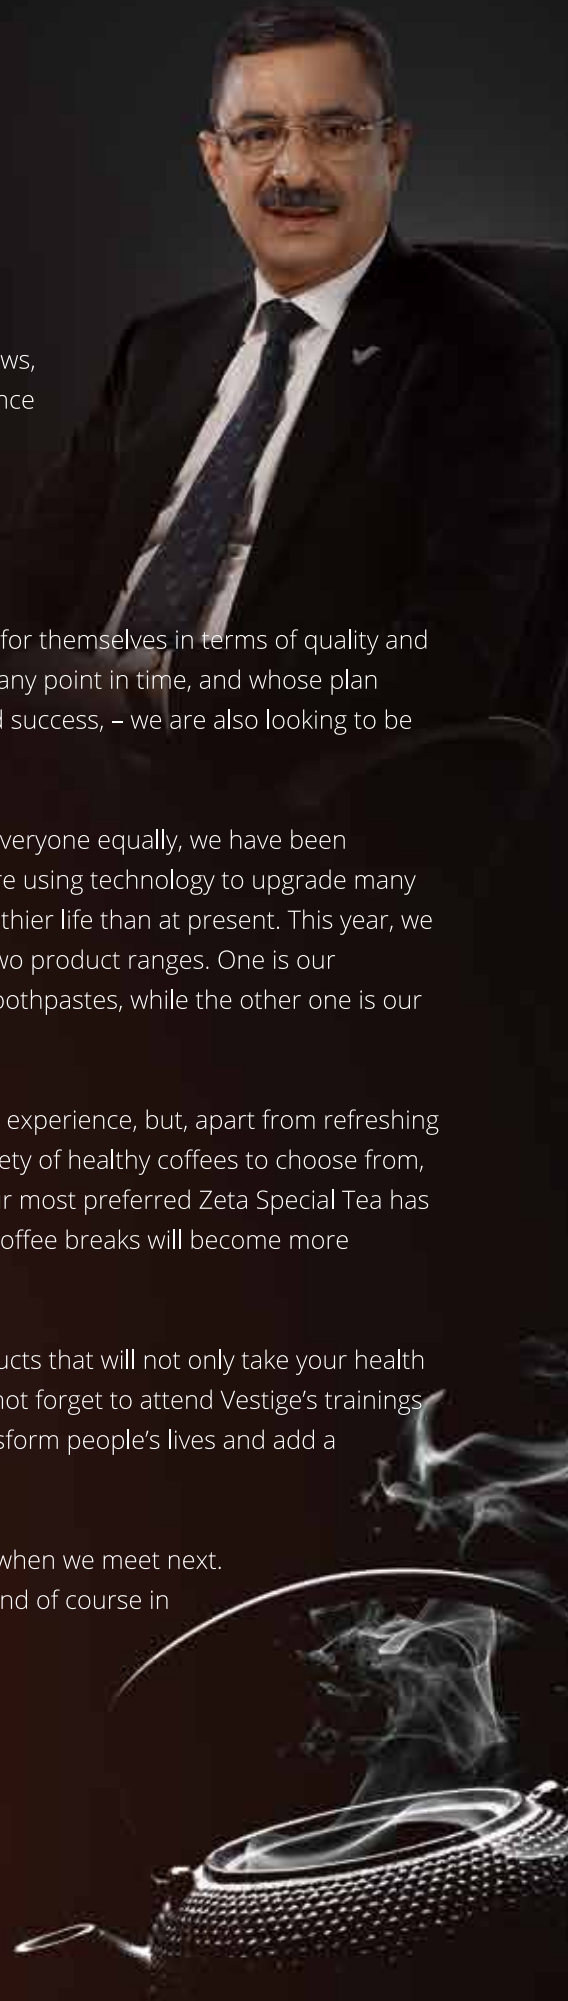 ws,
nce
for themselves in terms of quality and
any point in time, and whose plan
d success, – we are also looking to be
veryone equally, we have been
re using technology to upgrade many
thier life than at present. This year, we
wo product ranges. One is our
oothpastes, while the other one is our
experience, but, apart from refreshing
ety of healthy coffees to choose from,
ur most preferred Zeta Special Tea has
offee breaks will become more
ucts that will not only take your health
not forget to attend Vestige’s trainings
sform people’s lives and add a
when we meet next.
nd of course in